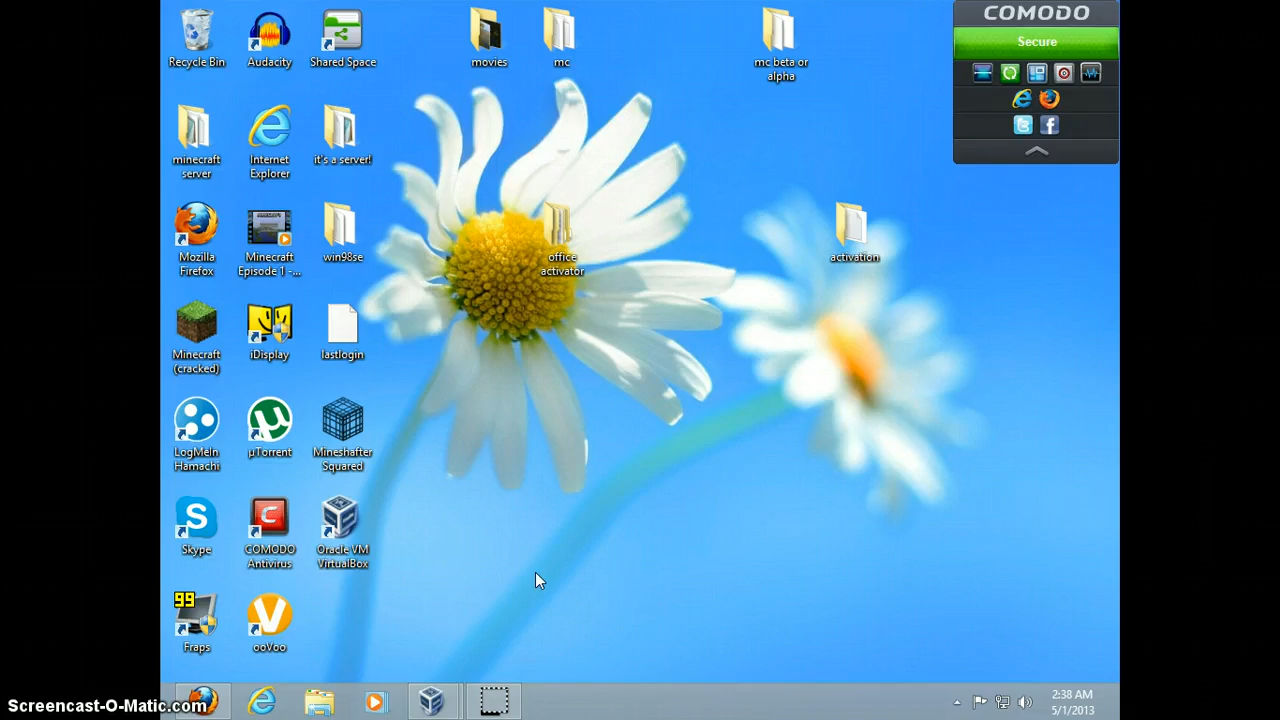 COMODO
Secure
Recycle Bin
Audacity
Shared Space
movies
mc
mc beta or
alpha
minecraft
server
Internet
Explorer
it's a server!
Mozilla
Firefox
Minecraft
Episode 1 -...
win98se
office
activator
activation
Minecraft
(cracked)
iDisplay
lastlogin
LogMeIn
Hamachi
µTorrent
Mineshafter
Squared
Skype
COMODO
Antivirus
Oracle VM
VirtualBox
99
Fraps
ooVoo
Screencast-O-Matic.com
2:38 AM
5/1/2013